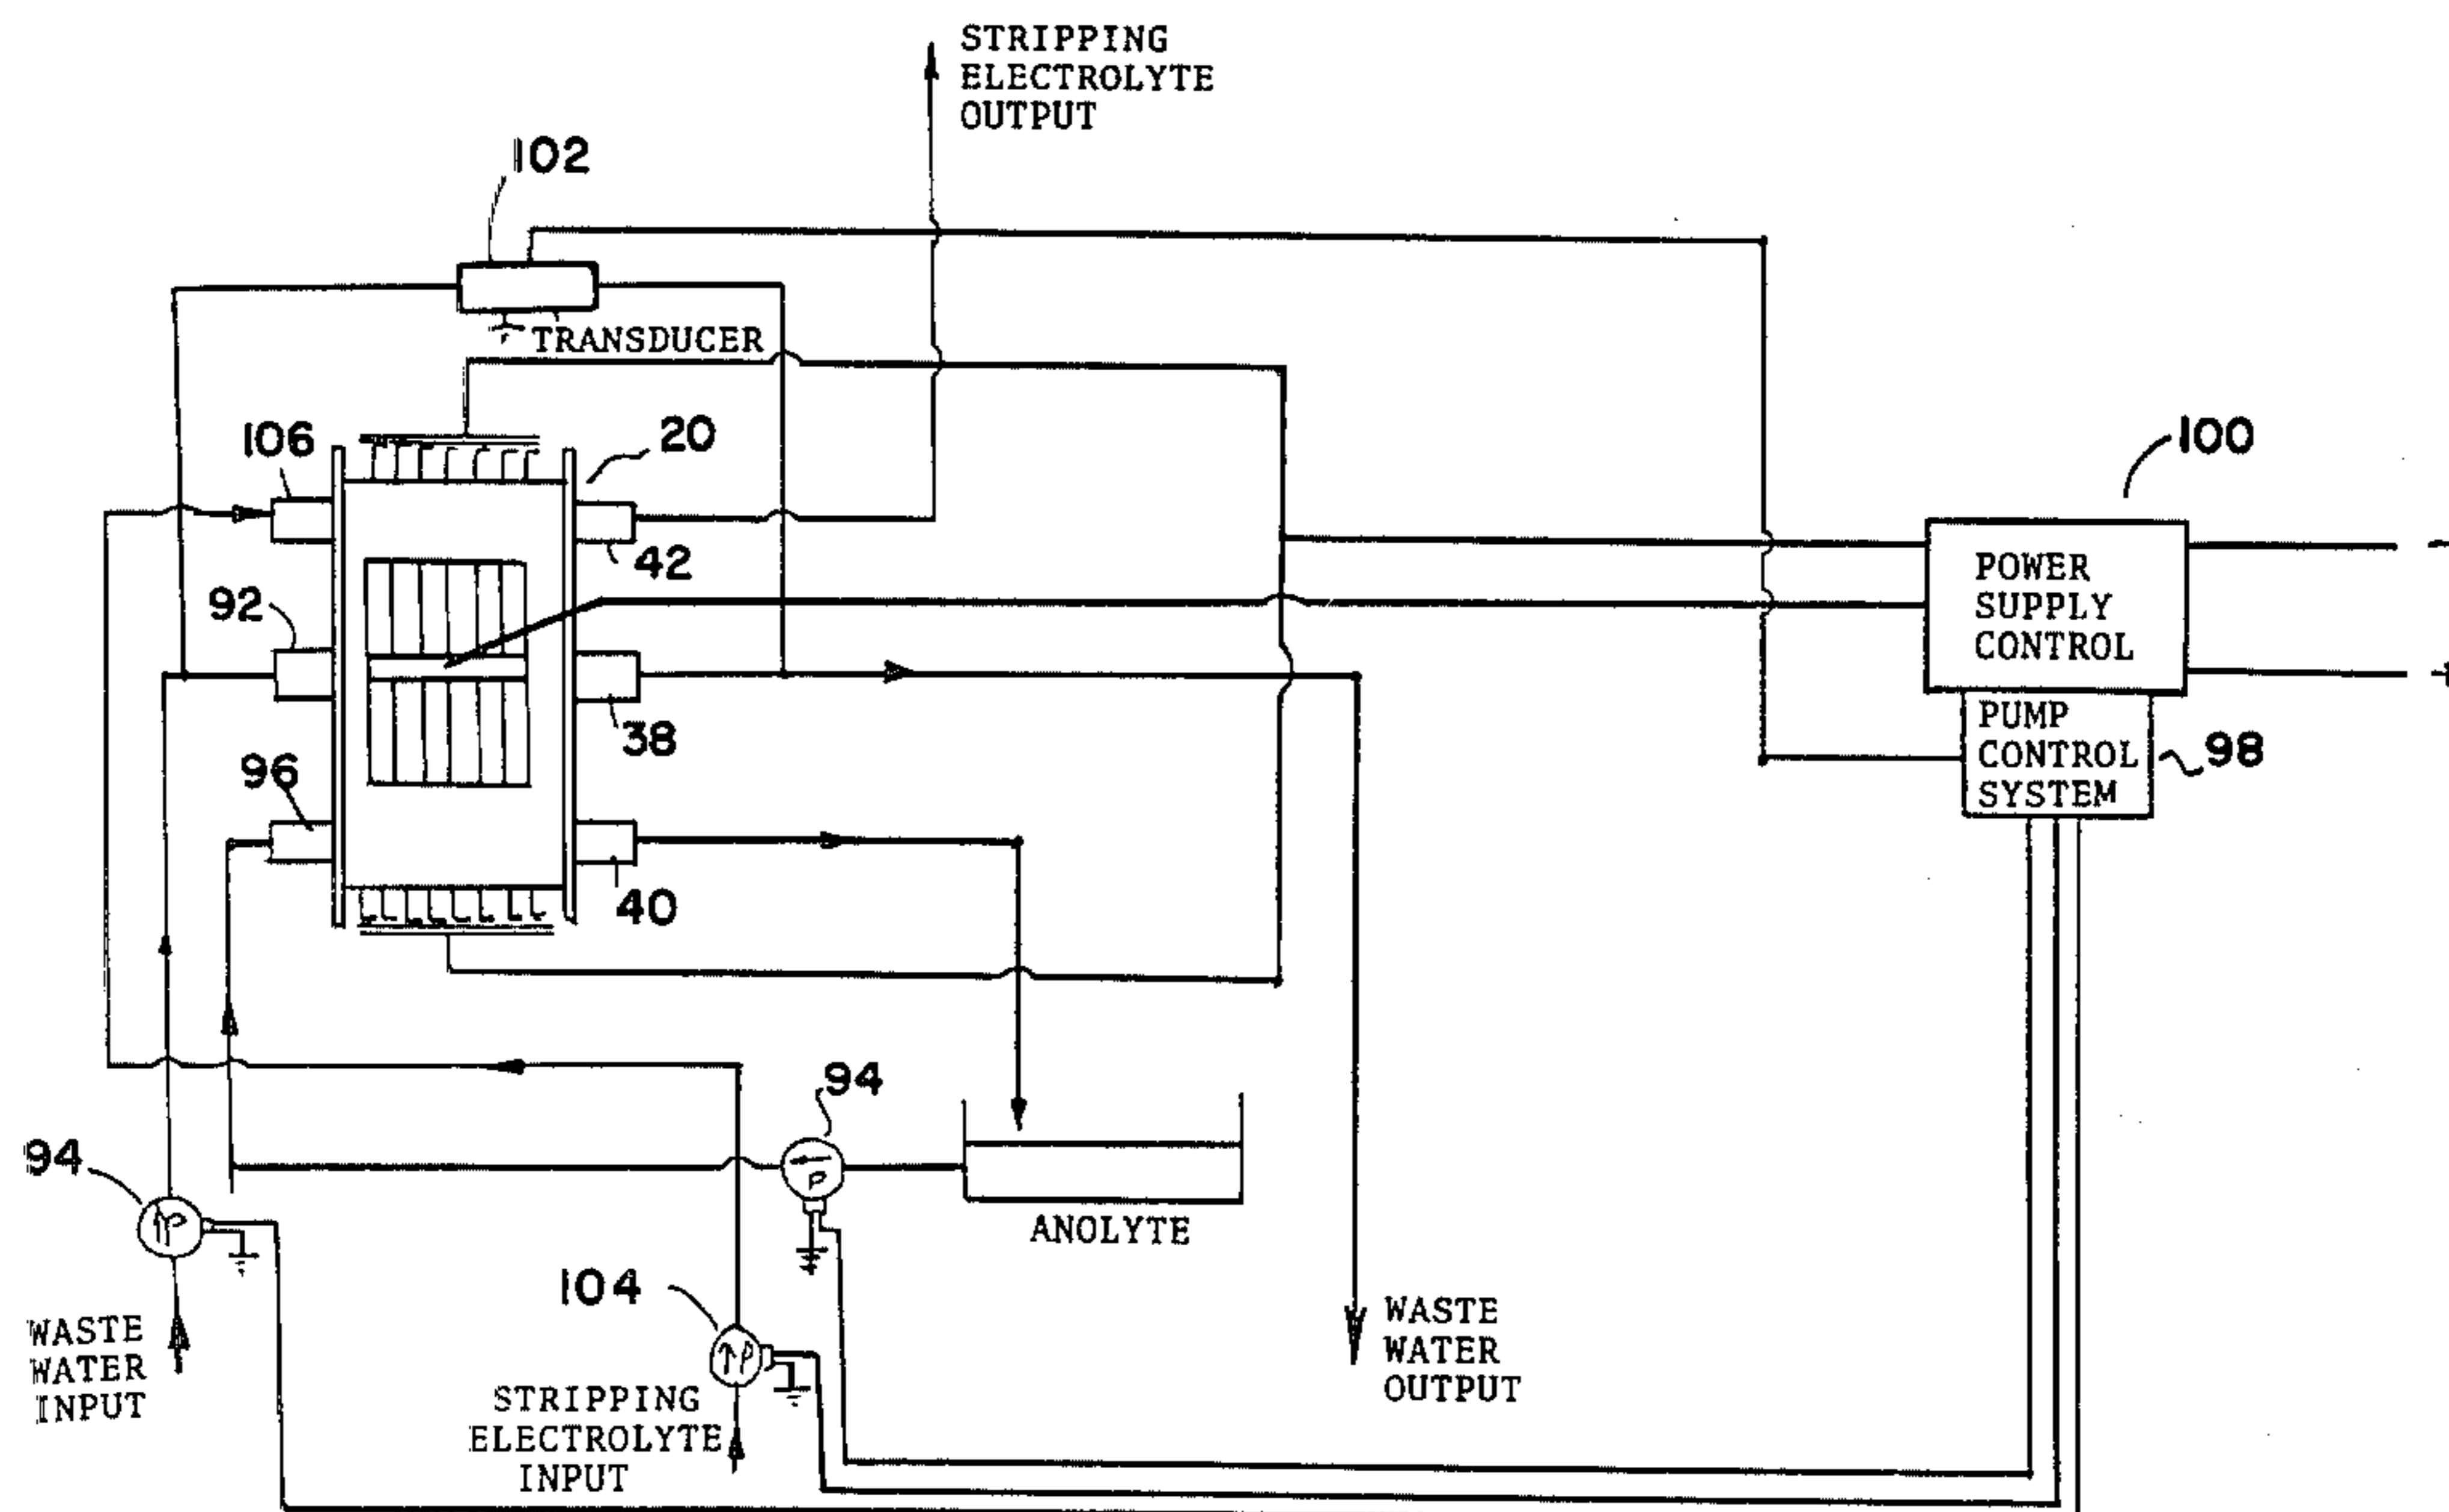 STRIPPING
ELECTROLYTE
OUTPUT
102
TRANSDUCER
106
20
100
42
92
POWER
SUPPLY
CONTROL
−
+
38
PUMP
CONTROL
SYSTEM
98
96
40
94
P
ANOLYTE
94
P
104
P
WASTE
WATER
INPUT
STRIPPING
ELECTROLYTE
INPUT
WASTE
WATER
OUTPUT